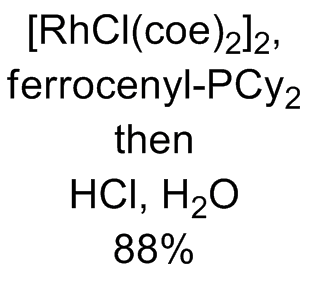 [RhCl(coe)₂]₂,
ferrocenyl-PCy₂
then
HCl, H₂O
88%